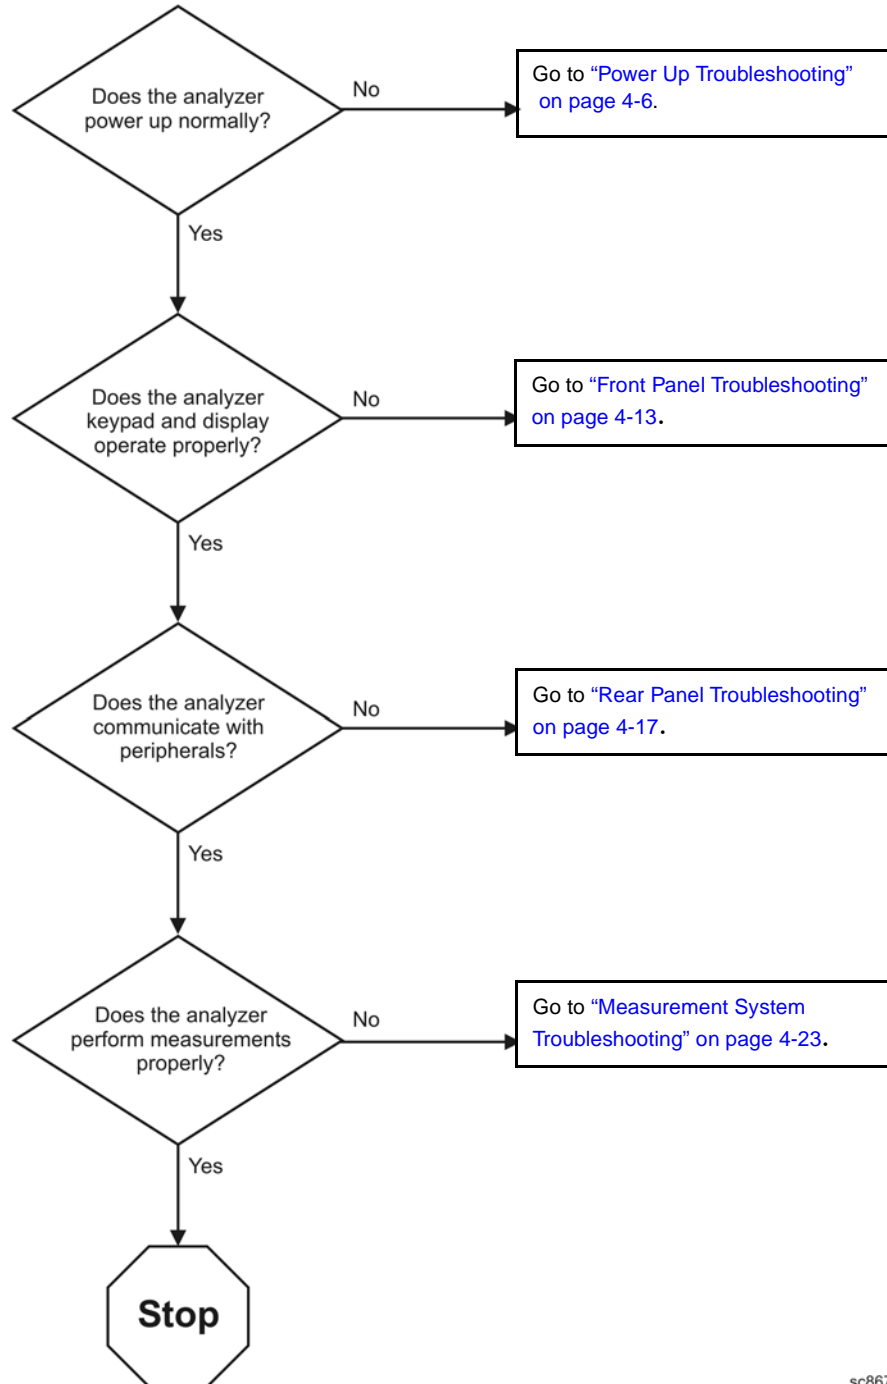 Does the analyzer
power up normally?
No
Go to “Power Up Troubleshooting”
on page 4-6.
Yes
Does the analyzer
keypad and display
operate properly?
No
Go to “Front Panel Troubleshooting”
on page 4-13.
Yes
Does the analyzer
communicate with
peripherals?
No
Go to “Rear Panel Troubleshooting”
on page 4-17.
Yes
Does the analyzer
perform measurements
properly?
No
Go to “Measurement System
Troubleshooting” on page 4-23.
Yes
Stop